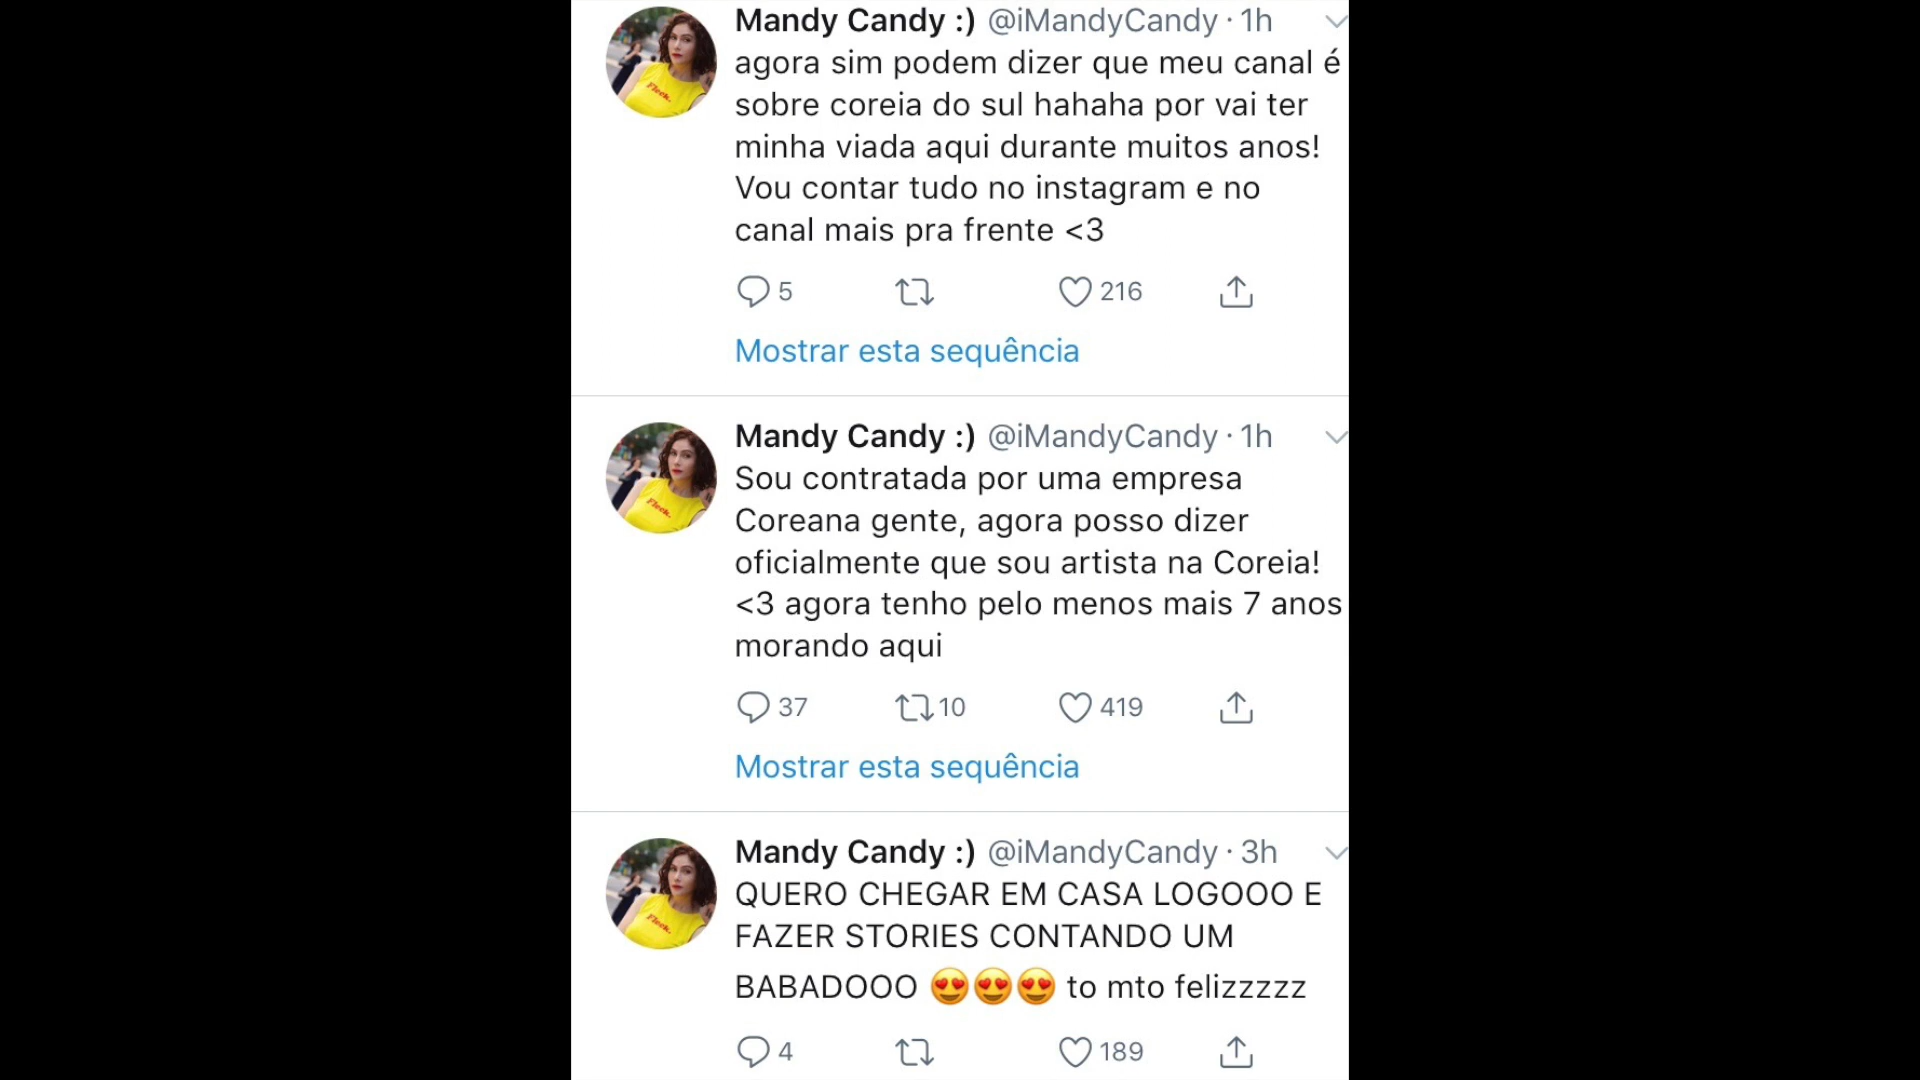 Mandy Candy :) @iMandyCandy · 1h
agora sim podem dizer que meu canal é
sobre coreia do sul hahaha por vai ter
minha viada aqui durante muitos anos!
Vou contar tudo no instagram e no
canal mais pra frente <3
5 216
Mostrar esta sequência
Mandy Candy :) @iMandyCandy · 1h
Sou contratada por uma empresa
Coreana gente, agora posso dizer
oficialmente que sou artista na Coreia!
<3 agora tenho pelo menos mais 7 anos
morando aqui
37 10 419
Mostrar esta sequência
Mandy Candy :) @iMandyCandy · 3h
QUERO CHEGAR EM CASA LOGOOO E
FAZER STORIES CONTANDO UM
BABADOOO 😍😍😍 to mto felizzzzz
4 189